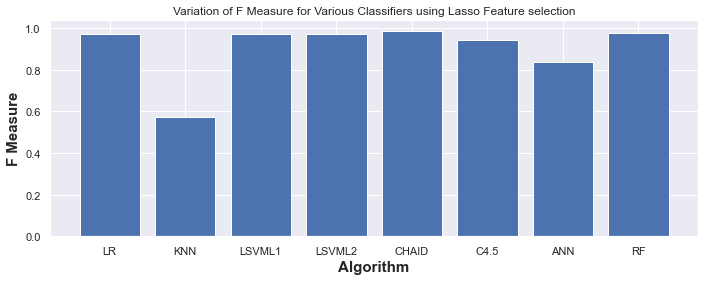 Variation of F Measure for Various Classifiers using Lasso Feature selection
1.0
0.8
0.6
0.4
0.2
0.0
F Measure
LR KNN LSVML1 LSVML2 CHAID C4.5 ANN RF
Algorithm